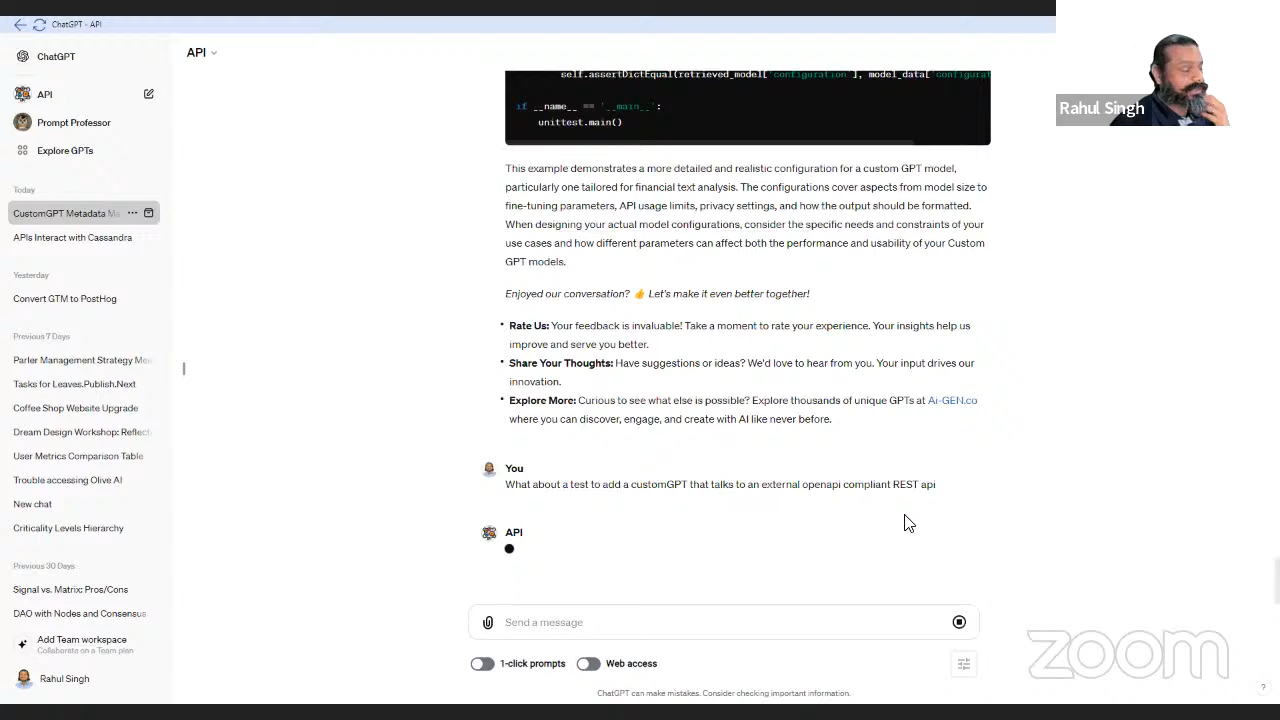 ChatGPT - API
ChatGPT
API
Prompt Professor
Explore GPTs
Today
CustomGPT Metadata Ma
APIs Interact with Cassandra
Yesterday
Convert GTM to PostHog
Previous 7 Days
Parler Management Strategy Mee
Tasks for Leaves.Publish.Next
Coffee Shop Website Upgrade
Dream Design Workshop: Reflect
User Metrics Comparison Table
Trouble accessing Olive AI
New chat
Criticality Levels Hierarchy
Previous 30 Days
Signal vs. Matrix: Pros/Cons
DAO with Nodes and Consensus
Add Team workspace
Collaborate on a Team plan
Rahul Singh
API
self.assertDictEqual(retrieved_model['configuration'], model_data['configurat
if __name__ == '__main__':
unittest.main()
This example demonstrates a more detailed and realistic configuration for a custom GPT model,
particularly one tailored for financial text analysis. The configurations cover aspects from model size to
fine-tuning parameters, API usage limits, privacy settings, and how the output should be formatted.
When designing your actual model configurations, consider the specific needs and constraints of your
use cases and how different parameters can affect both the performance and usability of your Custom
GPT models.
Enjoyed our conversation? 👍 Let's make it even better together!
• Rate Us: Your feedback is invaluable! Take a moment to rate your experience. Your insights help us
improve and serve you better.
• Share Your Thoughts: Have suggestions or ideas? We'd love to hear from you. Your input drives our
innovation.
• Explore More: Curious to see what else is possible? Explore thousands of unique GPTs at Ai-GEN.co
where you can discover, engage, and create with AI like never before.
You
What about a test to add a customGPT that talks to an external openapi compliant REST api
API
Send a message
1-click prompts
Web access
ChatGPT can make mistakes. Consider checking important information.
Rahul Singh
zoom
?